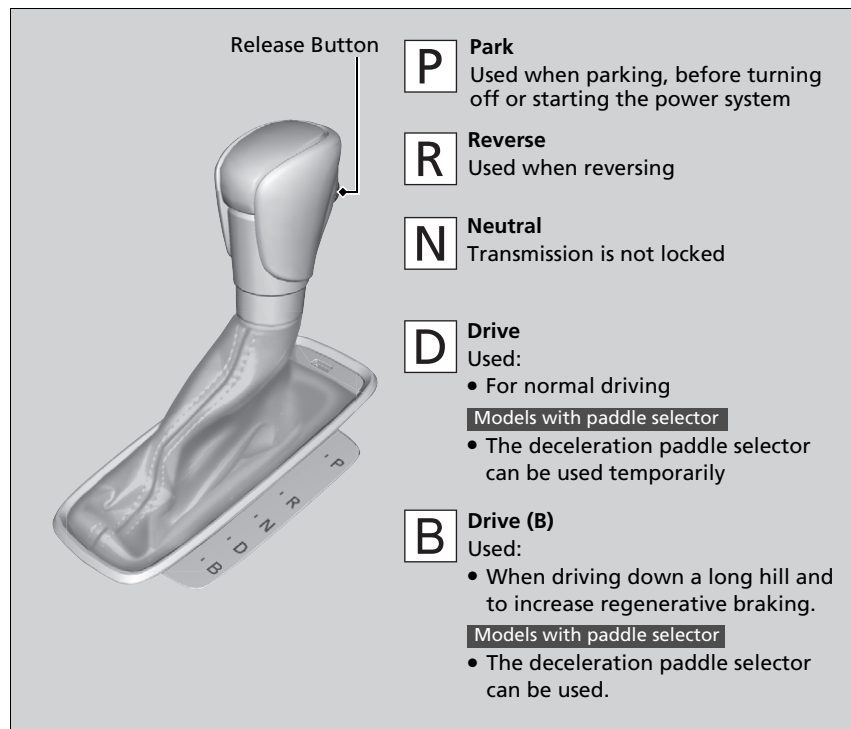 Release Button
P
Park
Used when parking, before turning
off or starting the power system
R
Reverse
Used when reversing
N
Neutral
Transmission is not locked
D
Drive
Used:
• For normal driving
Models with paddle selector
• The deceleration paddle selector
can be used temporarily
B
Drive (B)
Used:
• When driving down a long hill and
to increase regenerative braking.
Models with paddle selector
• The deceleration paddle selector
can be used.
P
R
N
D
B